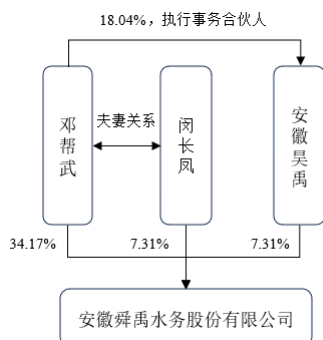 18.04%，执行事务合伙人
邓帮武
夫妻关系
闵长凤
安徽昊禹
34.17%
7.31%
7.31%
安徽舜禹水务股份有限公司